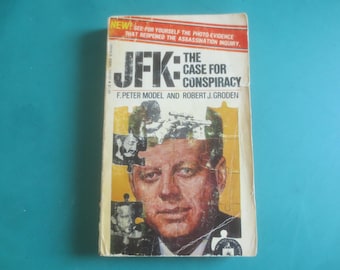 NEW! SEE FOR YOURSELF THE PHOTO EVIDENCE
THAT REOPENED THE ASSASSINATION INQUIRY.
JFK: THE
CASE FOR
CONSPIRACY
F. PETER MODEL AND ROBERT J. GRODEN